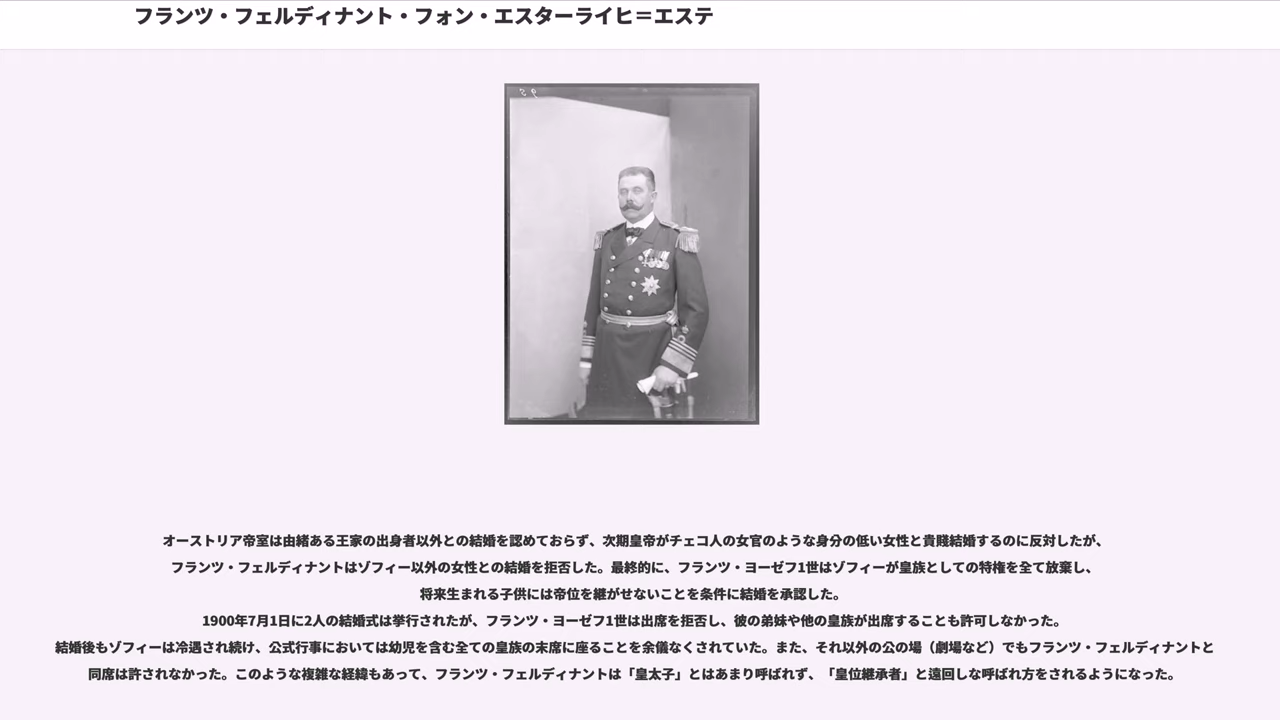 フランツ・フェルディナント・フォン・エスターライヒ＝エステ
オーストリア帝室は由緒ある王家の出身者以外との結婚を認めておらず、次期皇帝がチェコ人の女官のような身分の低い女性と貴賤結婚するのに反対したが、
フランツ・フェルディナントはゾフィー以外の女性との結婚を拒否した。最終的に、フランツ・ヨーゼフ1世はゾフィーが皇族としての特権を全て放棄し、
将来生まれる子供には帝位を継がせないことを条件に結婚を承認した。
1900年7月1日に2人の結婚式は挙行されたが、フランツ・ヨーゼフ1世は出席を拒否し、彼の弟妹や他の皇族が出席することも許可しなかった。
結婚後もゾフィーは冷遇され続け、公式行事においては幼児を含む全ての皇族の末席に座ることを余儀なくされていた。また、それ以外の公の場（劇場など）でもフランツ・フェルディナントと
同席は許されなかった。このような複雑な経緯もあって、フランツ・フェルディナントは「皇太子」とはあまり呼ばれず、「皇位継承者」と遠回しな呼ばれ方をされるようになった。